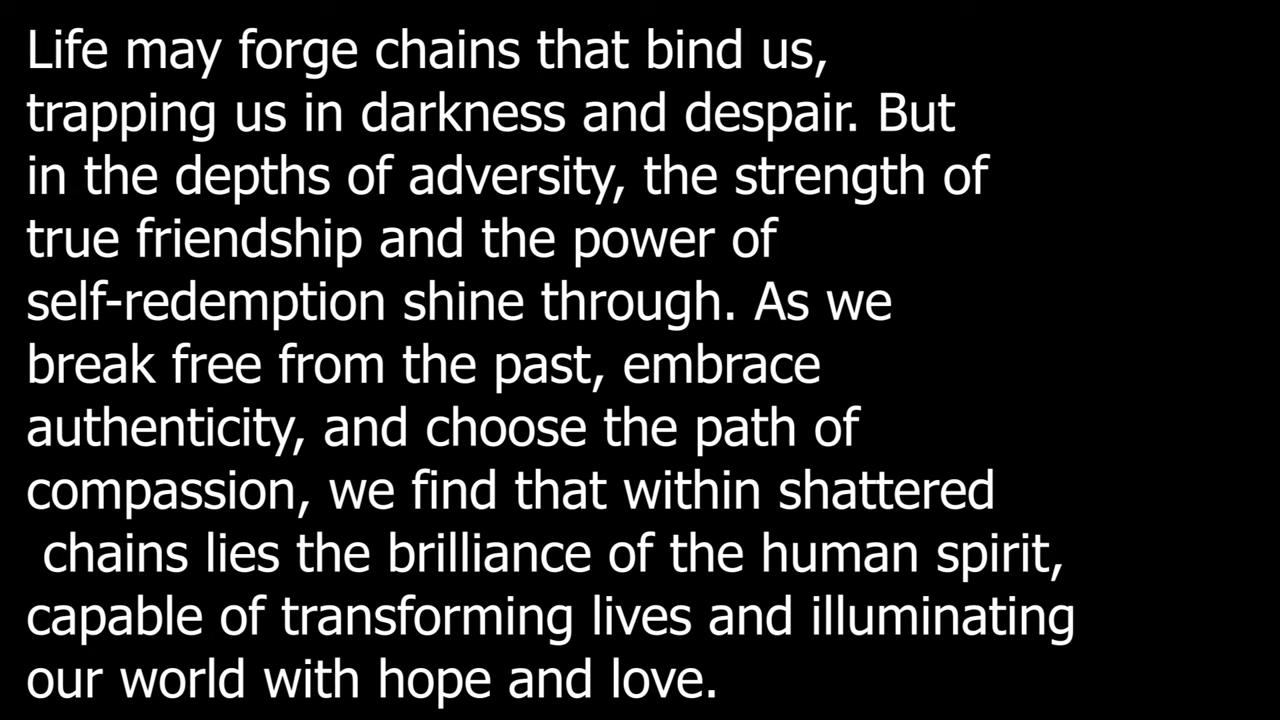 Life may forge chains that bind us,
trapping us in darkness and despair. But
in the depths of adversity, the strength of
true friendship and the power of
self-redemption shine through. As we
break free from the past, embrace
authenticity, and choose the path of
compassion, we find that within shattered
chains lies the brilliance of the human spirit,
capable of transforming lives and illuminating
our world with hope and love.